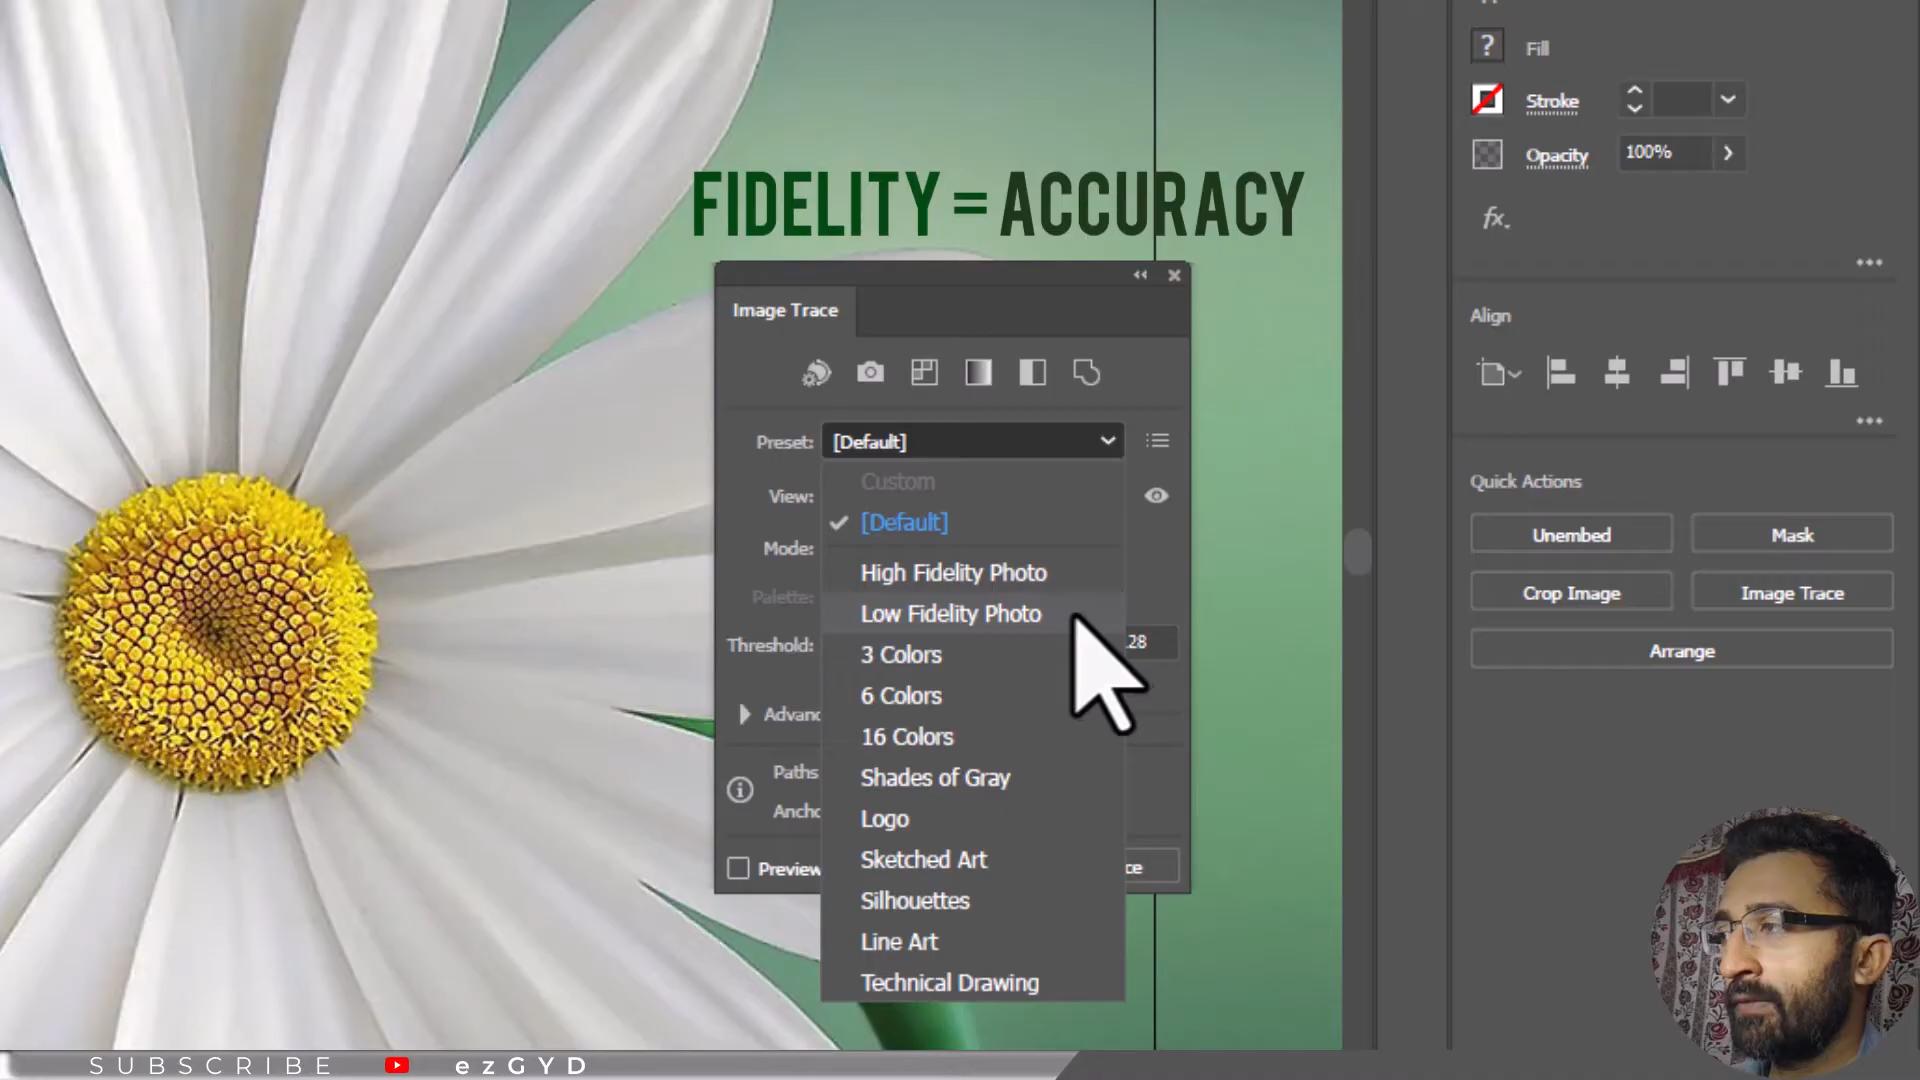 Fill
Stroke
Opacity 100%
fx.
FIDELITY = ACCURACY
Image Trace
Preset: [Default]
View:
Mode:
Palette:
Threshold: 28
Advanc
Paths
Ancho
Preview
ce
Custom
[Default]
High Fidelity Photo
Low Fidelity Photo
3 Colors
6 Colors
16 Colors
Shades of Gray
Logo
Sketched Art
Silhouettes
Line Art
Technical Drawing
Align
Quick Actions
Unembed Mask
Crop Image Image Trace
Arrange
SUBSCRIBE ezGYD